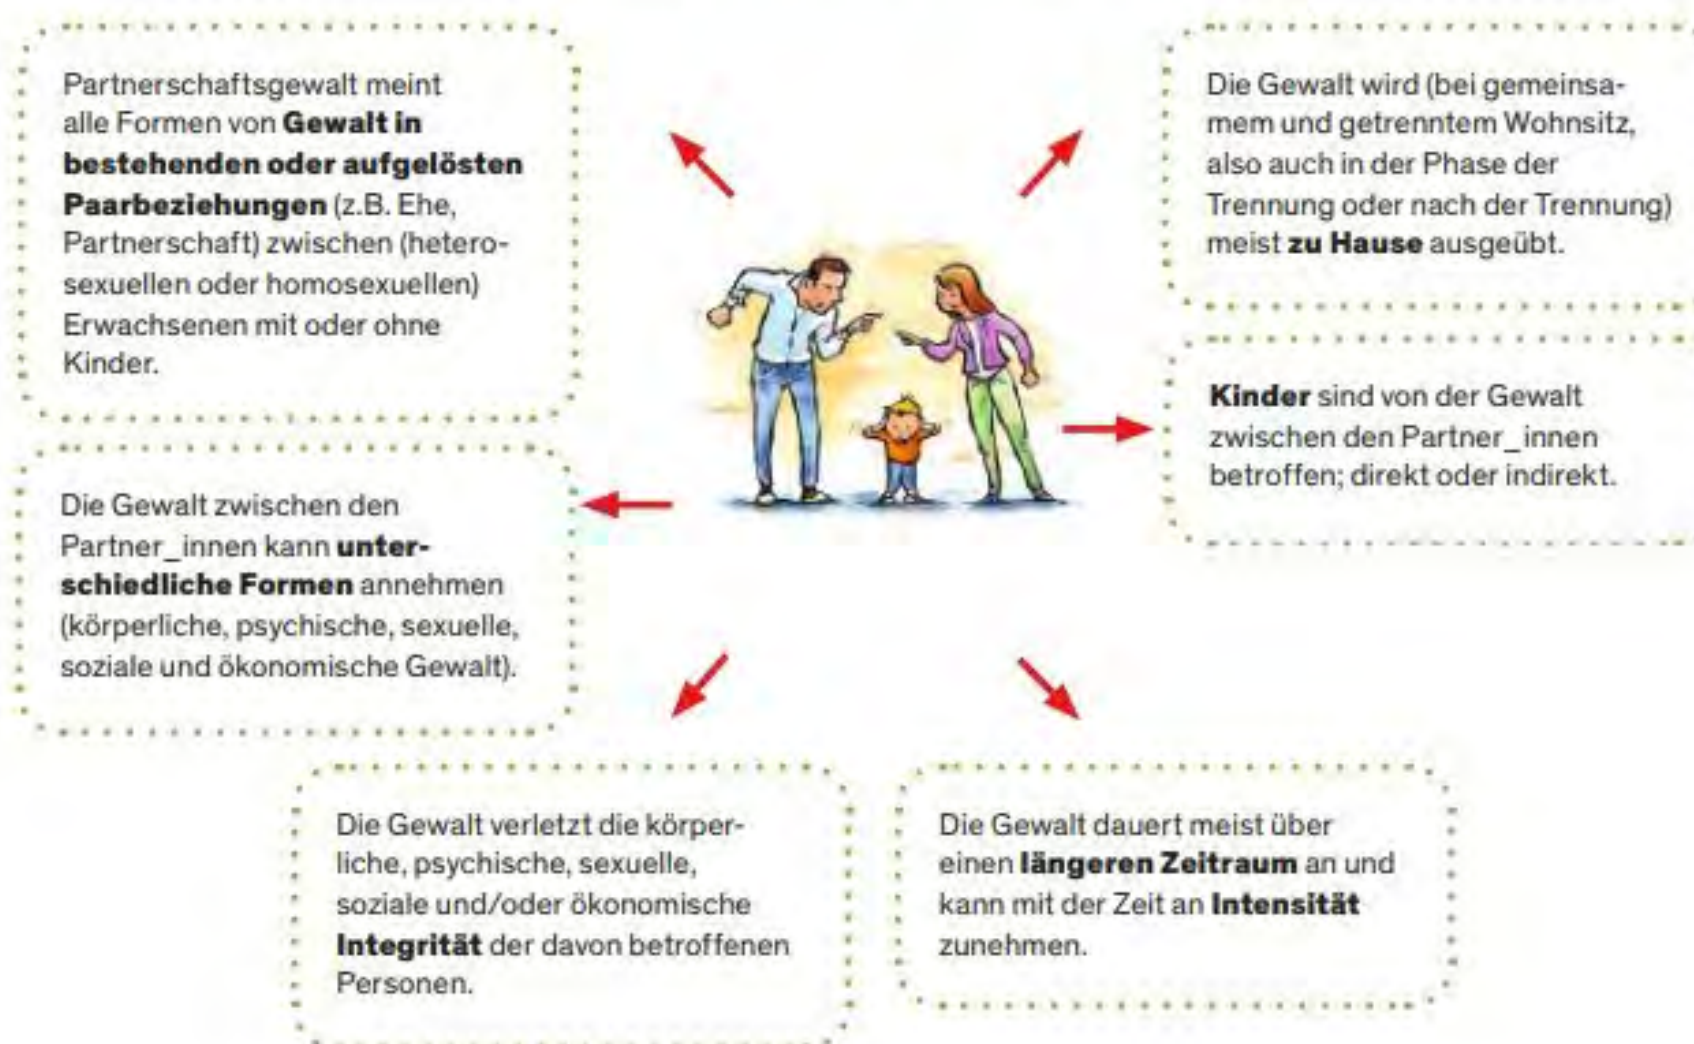 Partnerschaftsgewalt meint
alle Formen von Gewalt in
bestehenden oder aufgelösten
Paarbeziehungen (z.B. Ehe,
Partnerschaft) zwischen (hetero-
sexuellen oder homosexuellen)
Erwachsenen mit oder ohne
Kinder.
Die Gewalt wird (bei gemeinsa-
mem und getrenntem Wohnsitz,
also auch in der Phase der
Trennung oder nach der Trennung)
meist zu Hause ausgeübt.
Kinder sind von der Gewalt
zwischen den Partner_innen
betroffen; direkt oder indirekt.
Die Gewalt zwischen den
Partner_innen kann unter-
schiedliche Formen annehmen
(körperliche, psychische, sexuelle,
soziale und ökonomische Gewalt).
Die Gewalt verletzt die körper-
liche, psychische, sexuelle,
soziale und/oder ökonomische
Integrität der davon betroffenen
Personen.
Die Gewalt dauert meist über
einen längeren Zeitraum an und
kann mit der Zeit an Intensität
zunehmen.